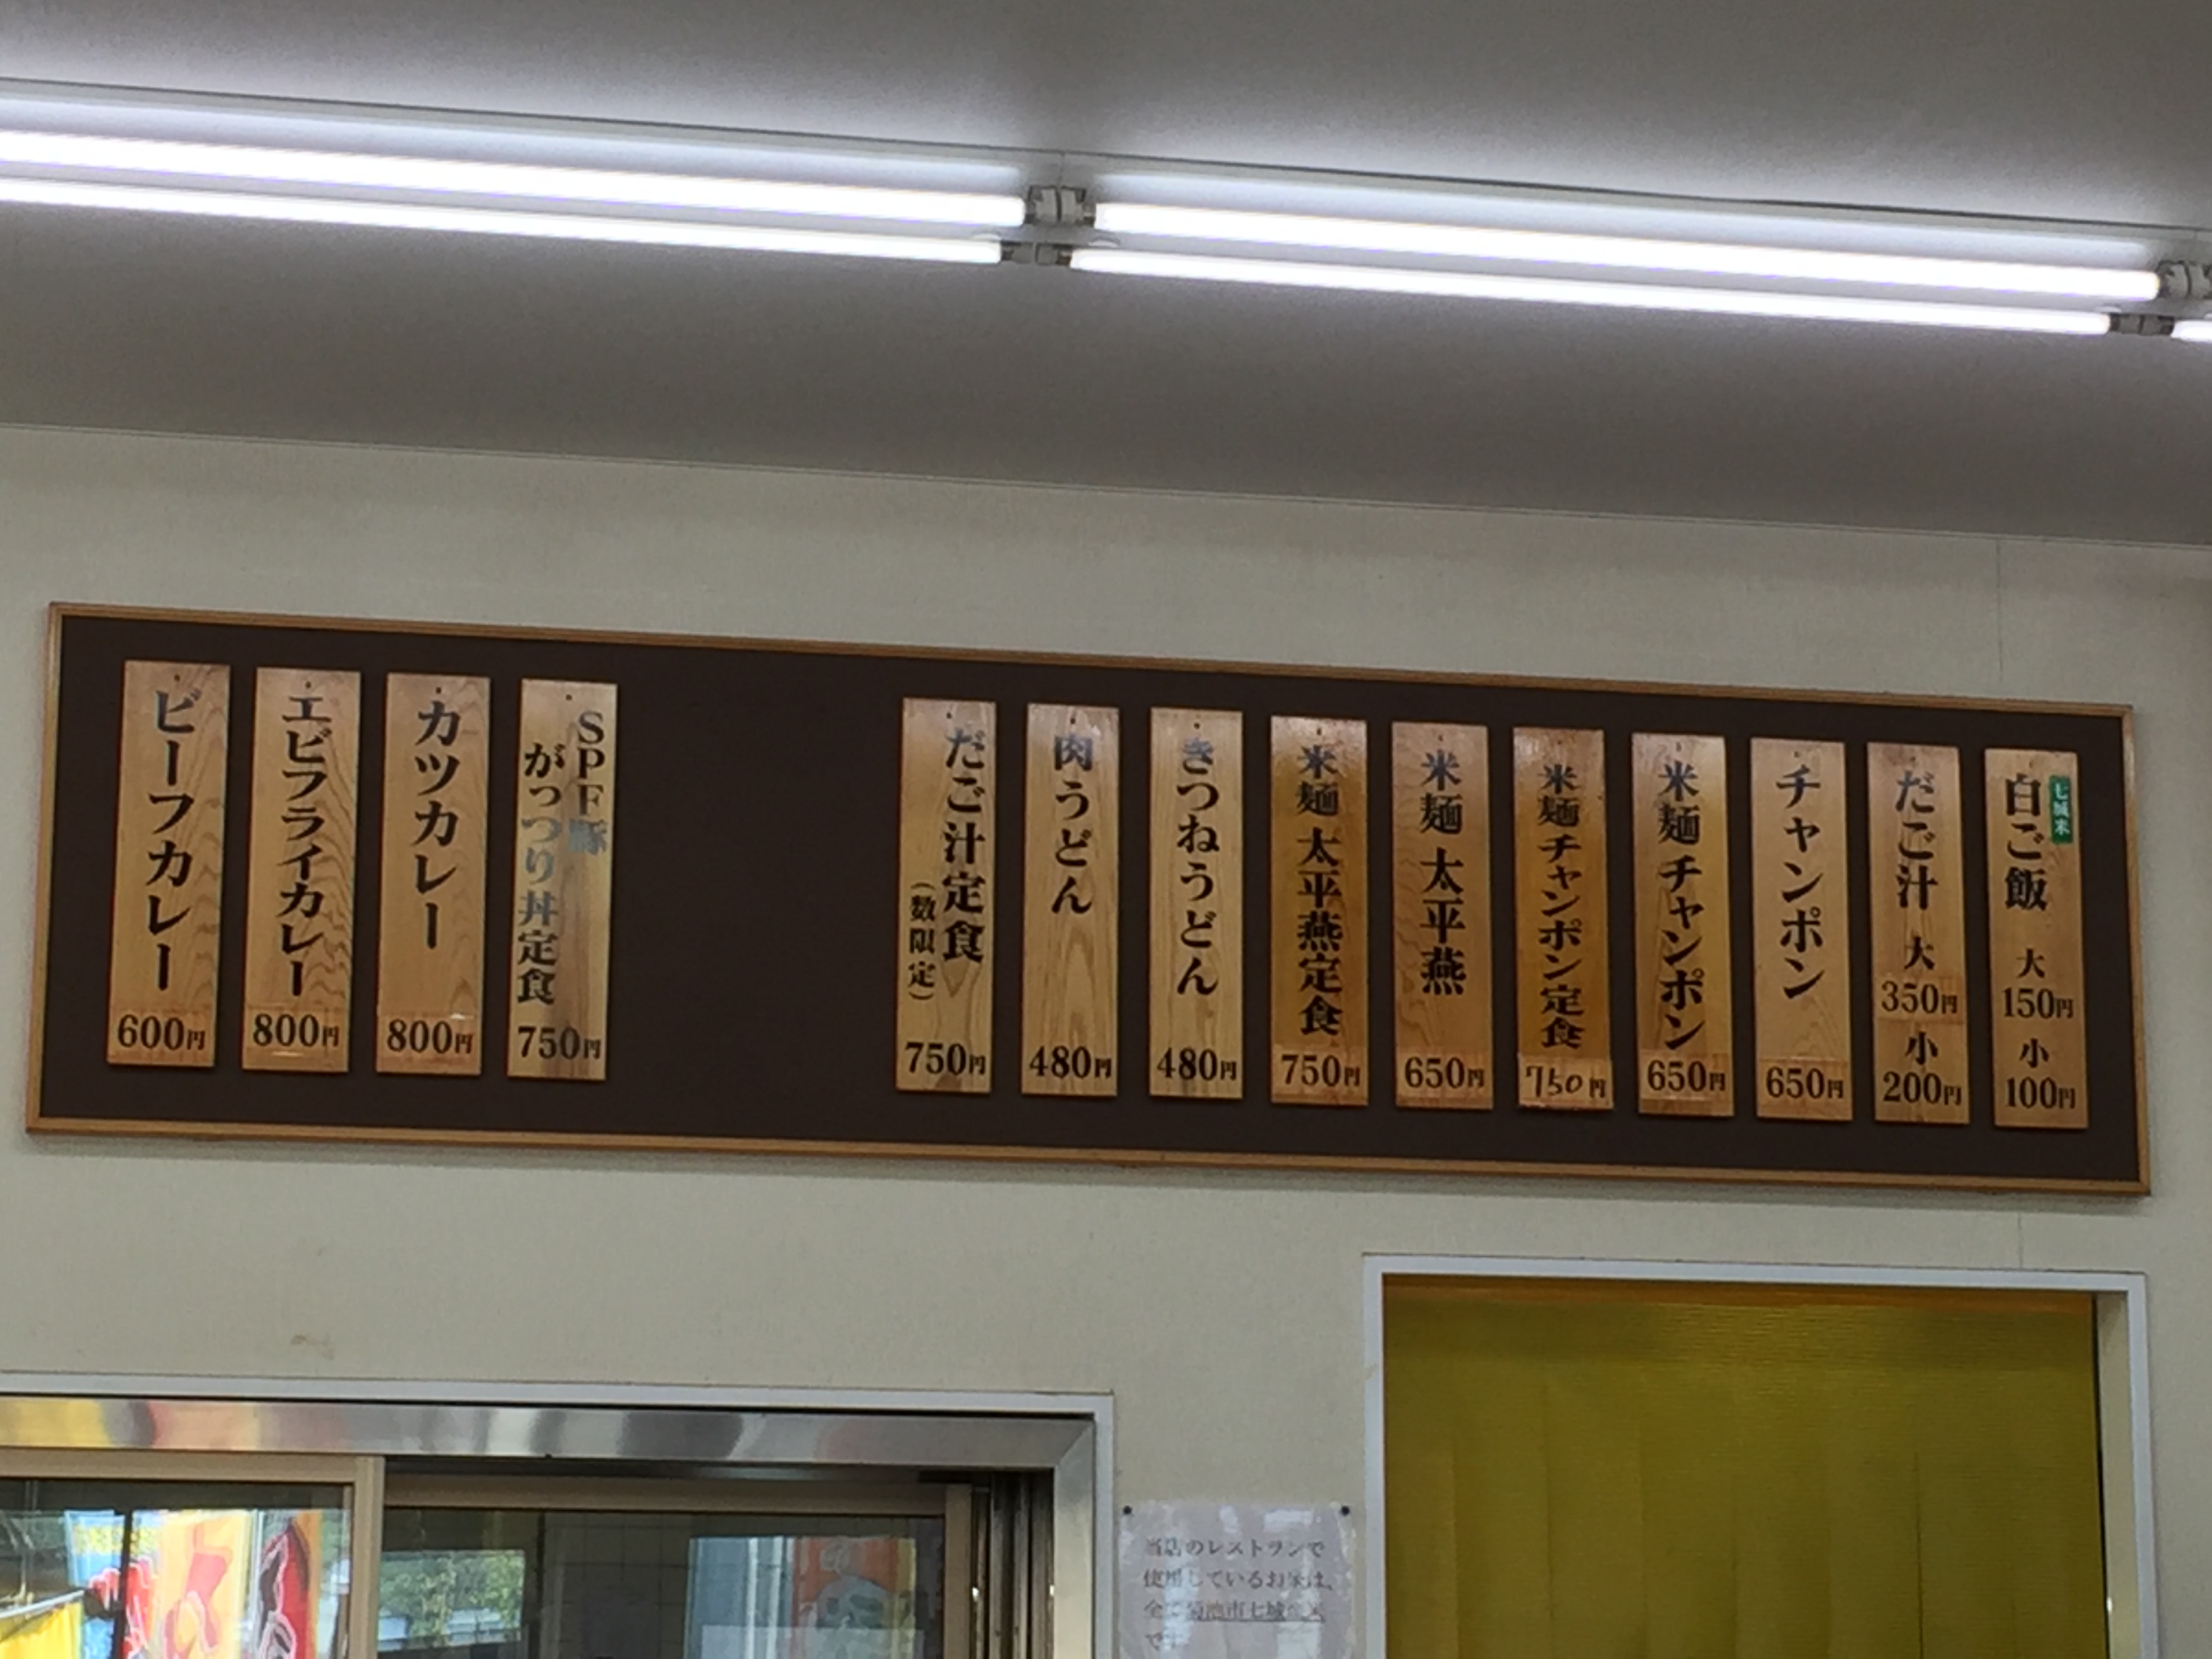 七城米
白ご飯
大
150円
小
100円
だご汁
大
350円
小
200円
チャンポン
650円
米麺 チャンポン
650円
米麺 チャンポン定食
750円
米麺 太平燕
650円
米麺 太平燕定食
750円
きつねうどん
480円
肉うどん
480円
だご汁定食
（数限定）
750円
SPF豚
がっつり丼定食
750円
カツカレー
800円
エビフライカレー
800円
ビーフカレー
600円
当店のレストランで
使用しているお米は、
全て菊池市七城産米
です